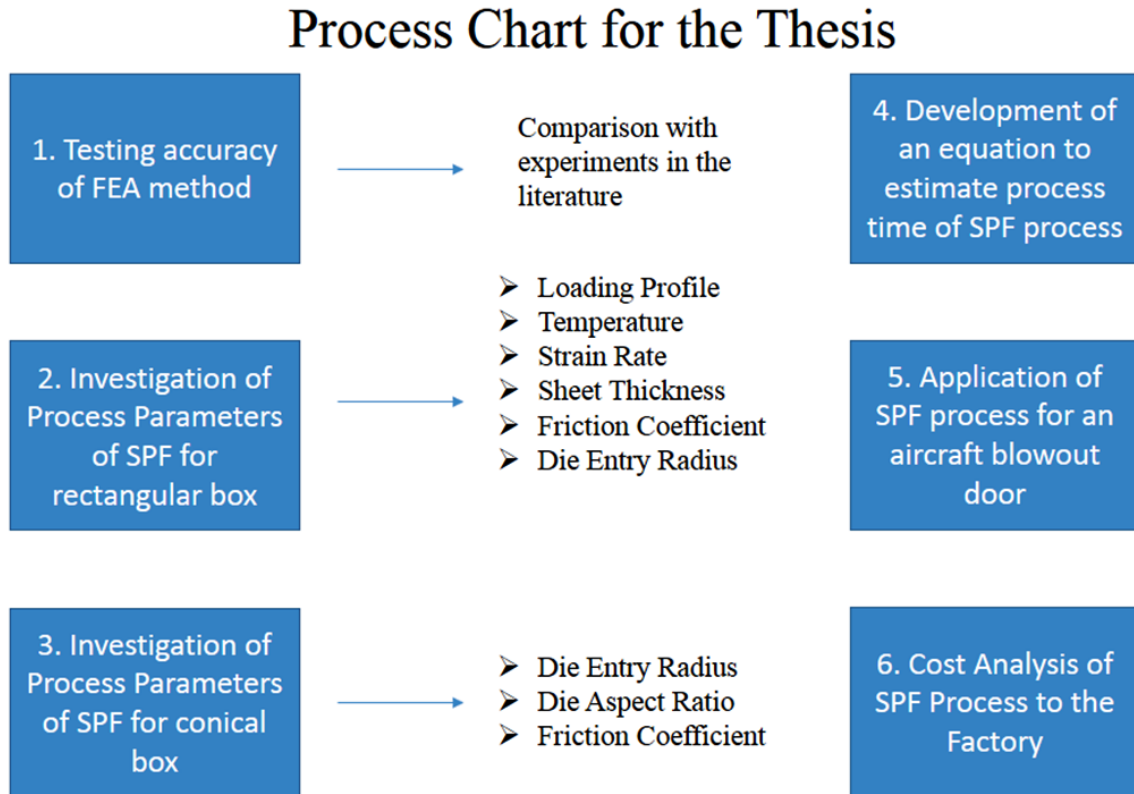 Process Chart for the Thesis
1. Testing accuracy
of FEA method
Comparison with
experiments in the
literature
4. Development of
an equation to
estimate process
time of SPF process
2. Investigation of
Process Parameters
of SPF for
rectangular box
➢ Loading Profile
➢ Temperature
➢ Strain Rate
➢ Sheet Thickness
➢ Friction Coefficient
➢ Die Entry Radius
5. Application of
SPF process for an
aircraft blowout
door
3. Investigation of
Process Parameters
of SPF for conical
box
➢ Die Entry Radius
➢ Die Aspect Ratio
➢ Friction Coefficient
6. Cost Analysis of
SPF Process to the
Factory